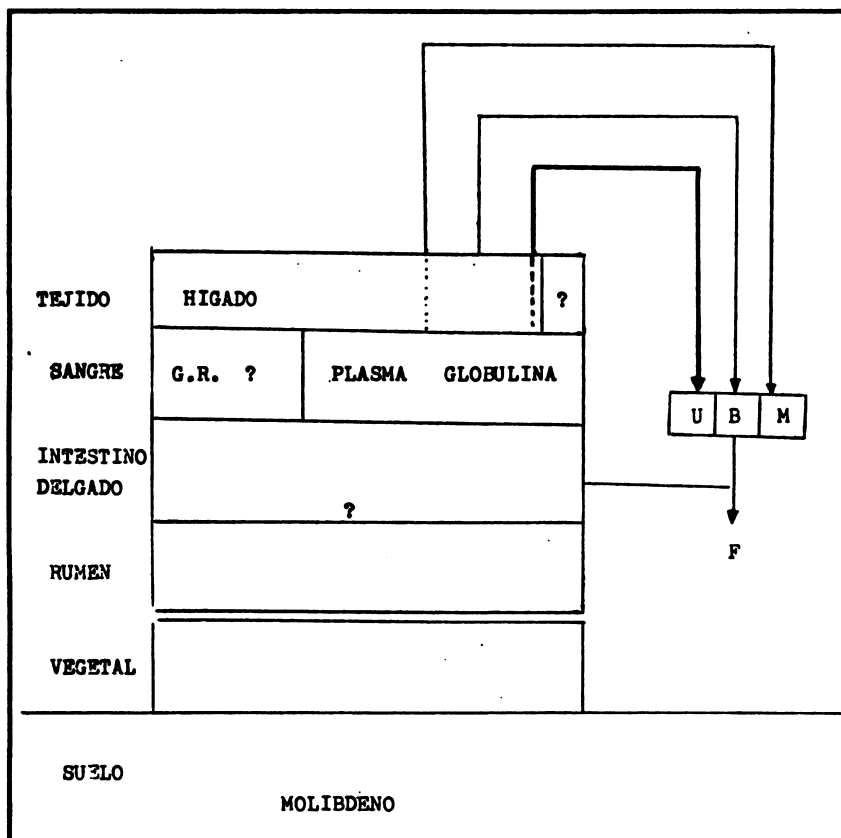 TEJIDO HIGADO ?
SANGRE G.R. ? PLASMA GLOBULINA
U B M
INTESTINO
DELGADO
?
F
RUMEN
VEGETAL
SUELO
MOLIBDENO